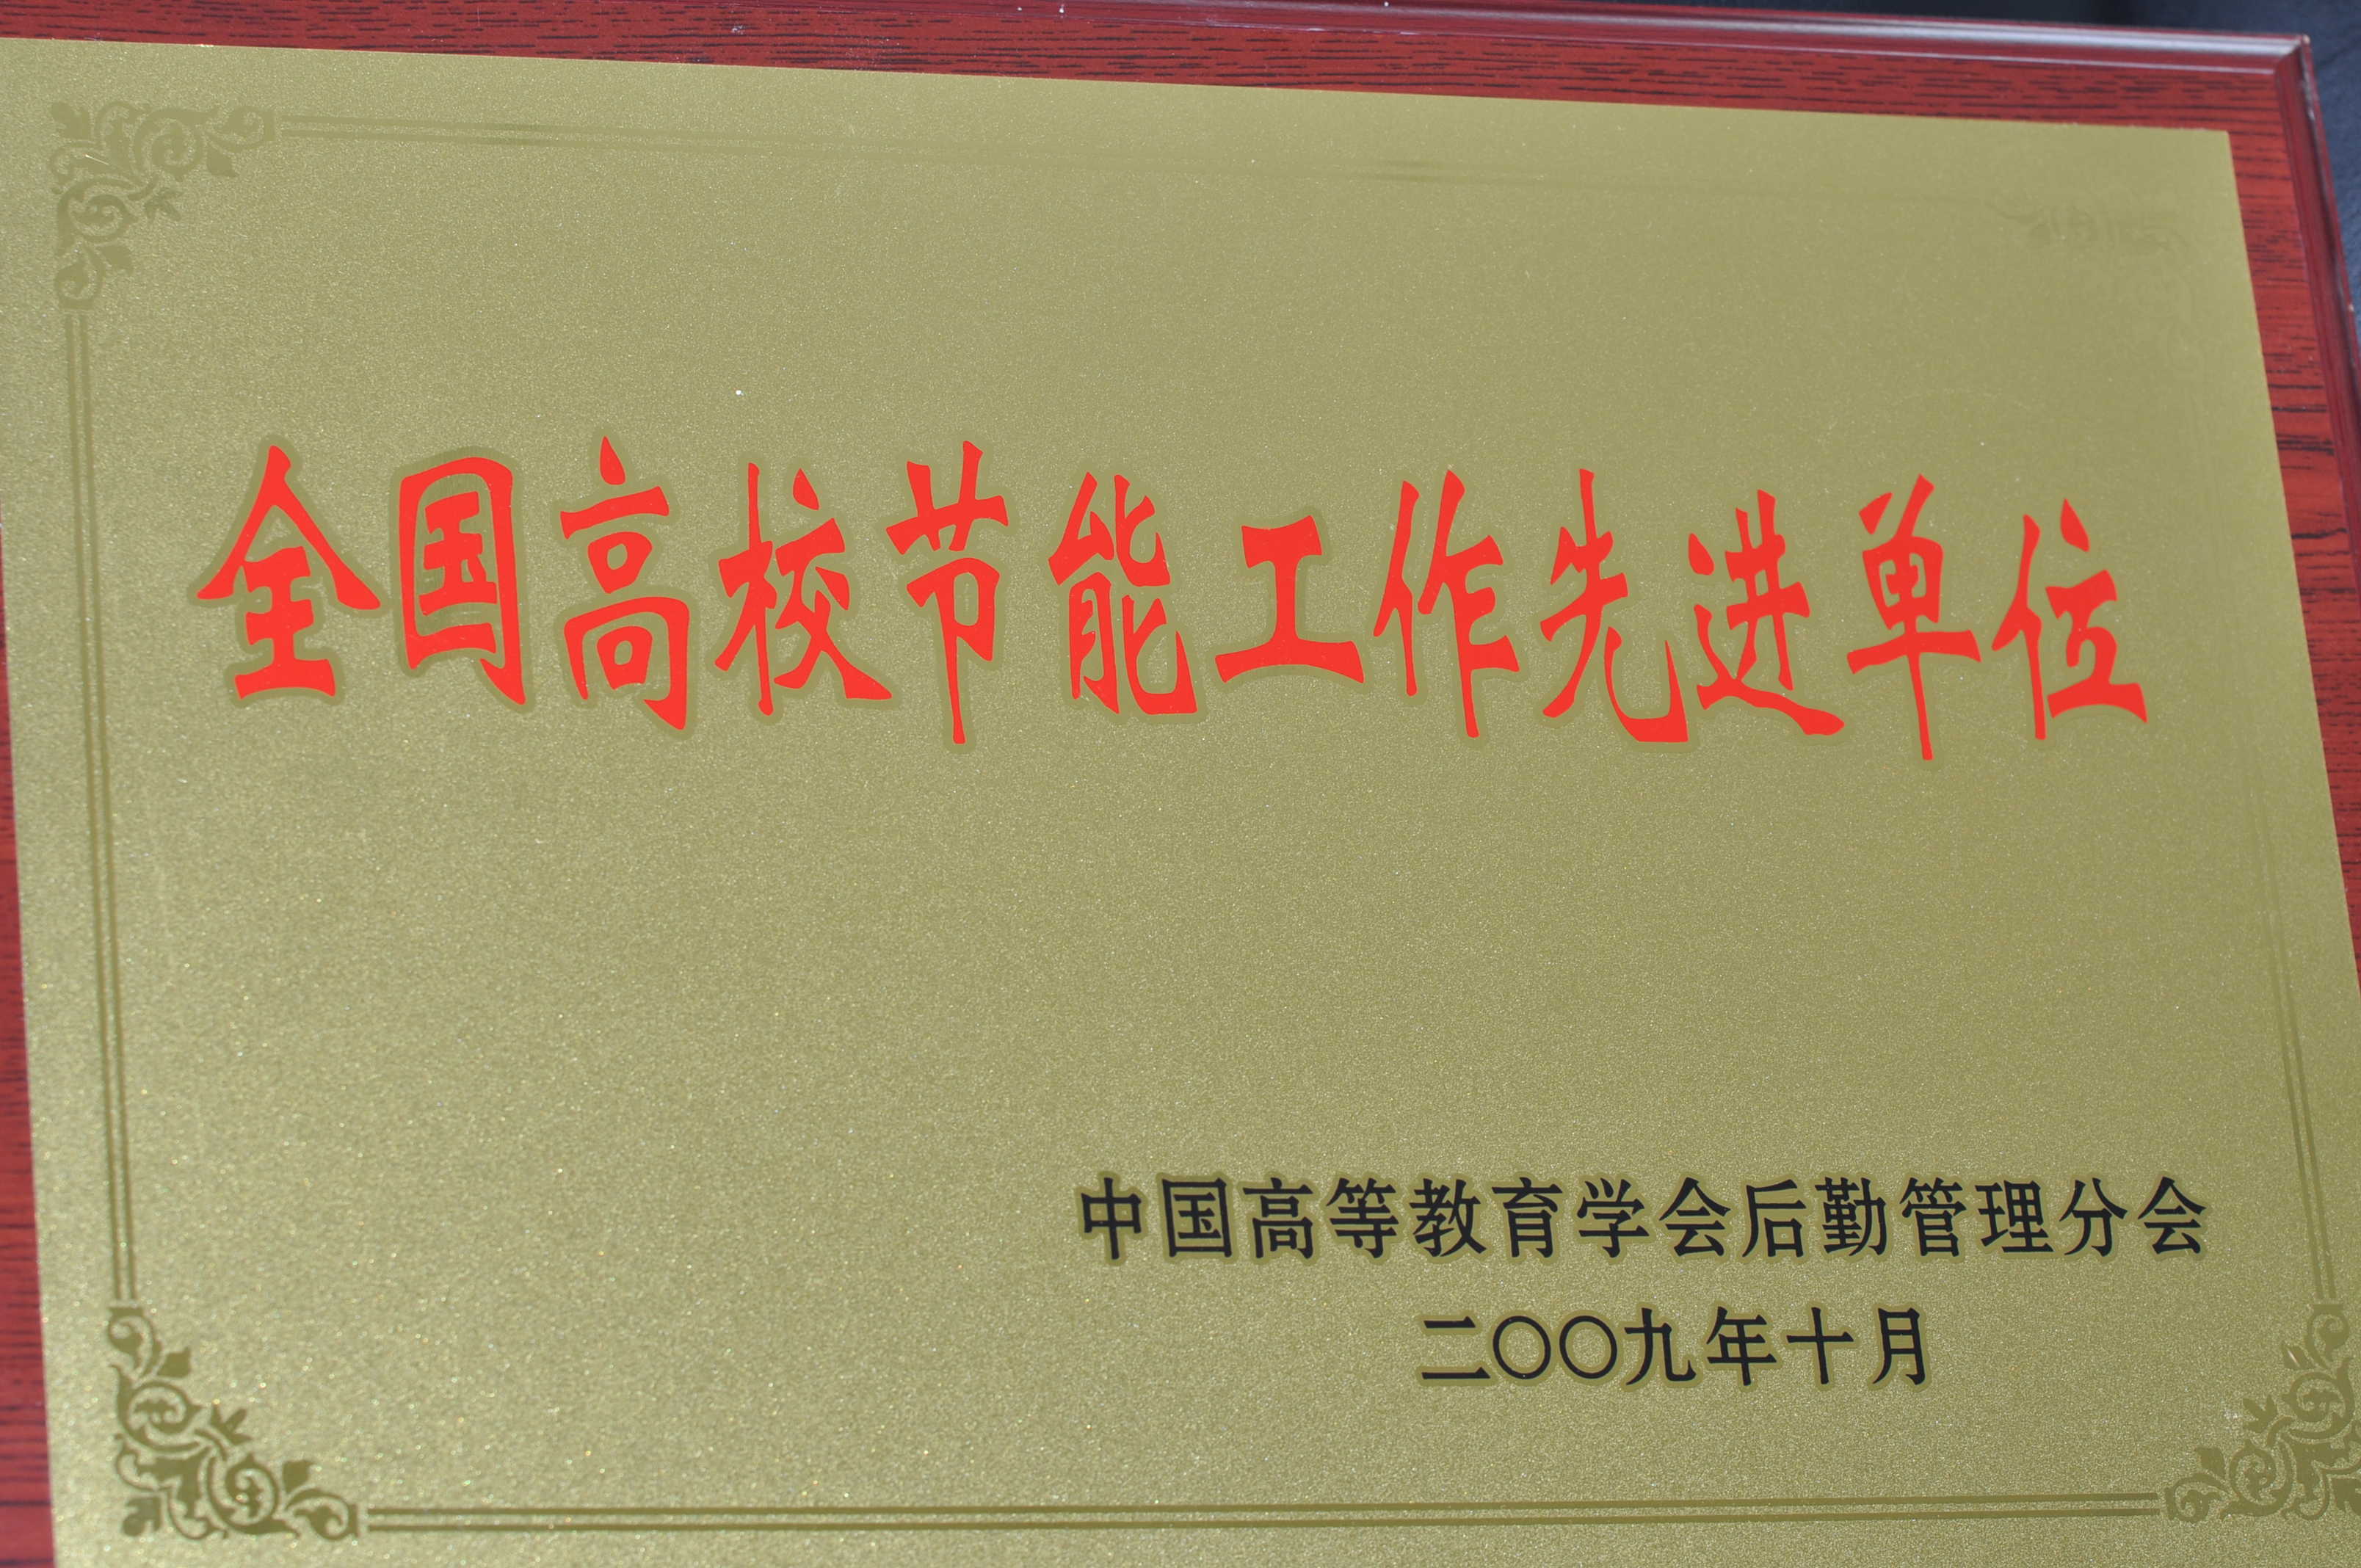 全国高校节能工作先进单位
中国高等教育学会后勤管理分会
二〇〇九年十月